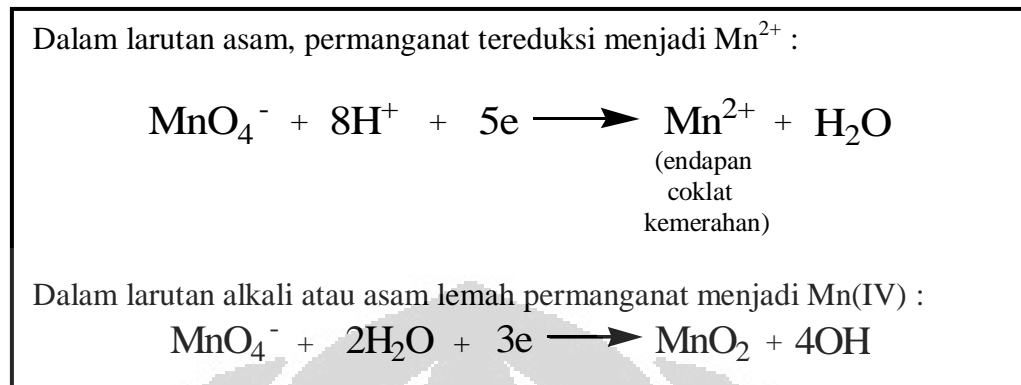 Dalam larutan asam, permanganat tereduksi menjadi Mn²⁺ :
MnO₄⁻ + 8H⁺ + 5e ⟶ Mn²⁺ + H₂O
(endapan
coklat
kemerahan)
Dalam larutan alkali atau asam lemah permanganat menjadi Mn(IV) :
MnO₄⁻ + 2H₂O + 3e ⟶ MnO₂ + 4OH